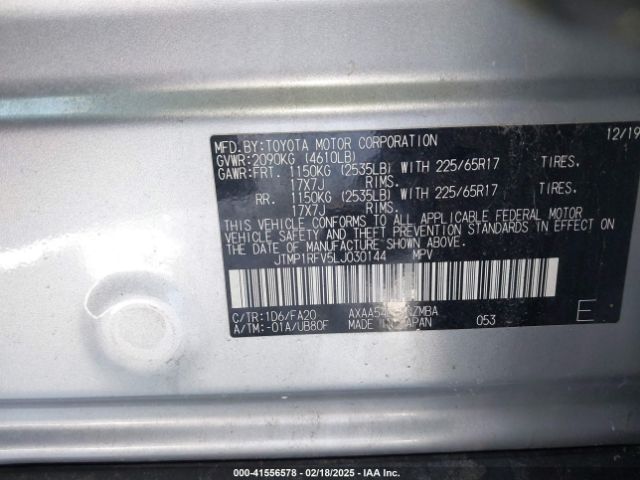 MFD.BY:TOYOTA MOTOR CORPORATION 12/19
GVWR:2090KG (4610LB)
GAWR:FRT. 1150KG (2535LB) WITH 225/65R17 TIRES.
17X7J RIMS.
RR. 1150KG (2535LB) WITH 225/65R17 TIRES.
17X7J RIMS.
THIS VEHICLE CONFORMS TO ALL APPLICABLE FEDERAL MOTOR
VEHICLE SAFETY AND THEFT PREVENTION STANDARDS IN EFFECT
ON THE DATE OF MANUFACTURE SHOWN ABOVE.
JTMP1RFV5LJ030144 MPV
C/TR:1D6/FA20
A/TM:-01A/UB80F MADE IN JAPAN 053 E
000-41556578 - 02/18/2025 - IAA Inc.